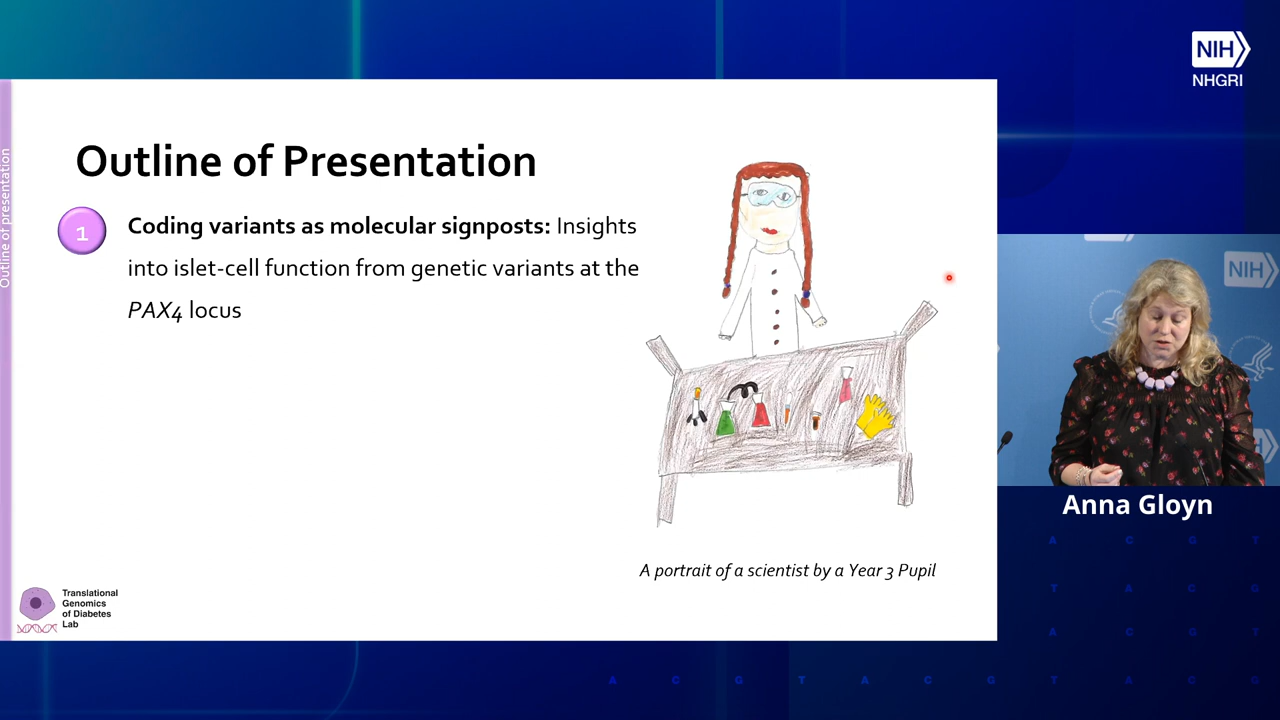 NIH
NHGRI
Outline of presentation
Outline of Presentation
1
Coding variants as molecular signposts: Insights
into islet-cell function from genetic variants at the
PAX4 locus
A portrait of a scientist by a Year 3 Pupil
Translational
Genomics
of Diabetes
Lab
NIH
Anna Gloyn
A C G T
T A C G
A C G T
A C G T A C G T A C G